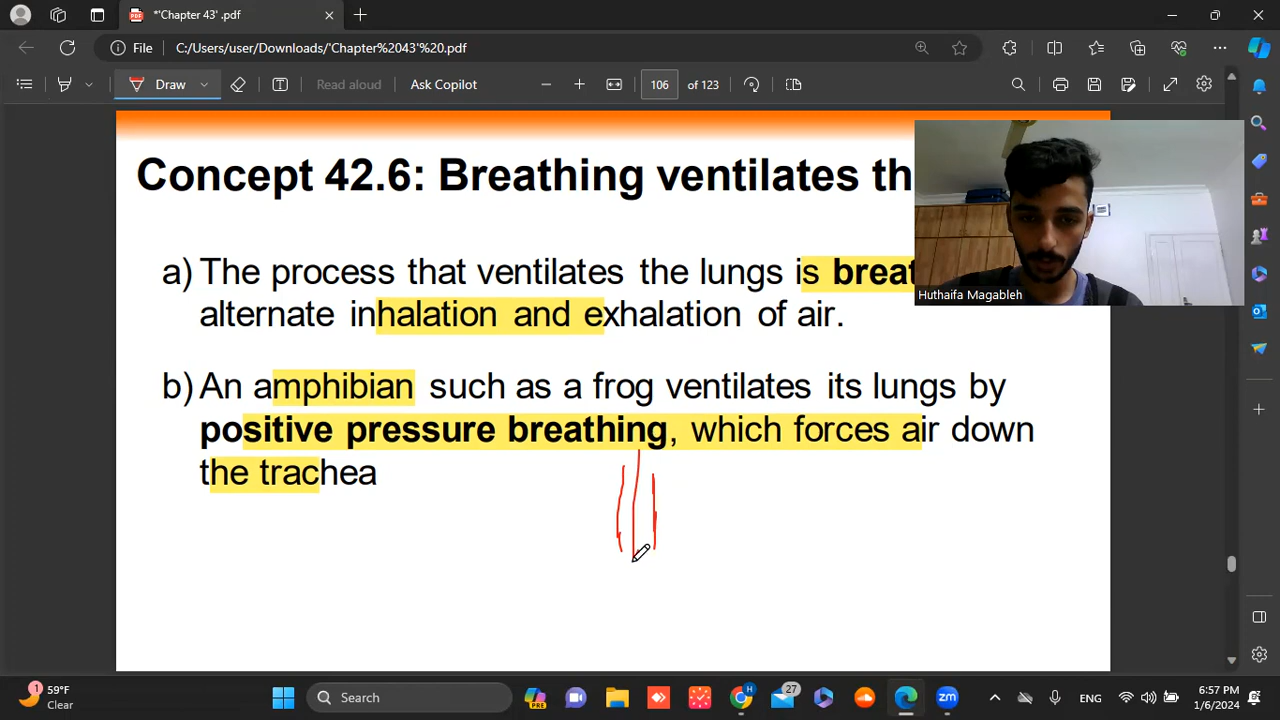 *'Chapter 43' .pdf
File
C:/Users/user/Downloads/'Chapter%2043'%20.pdf
Draw
Read aloud
Ask Copilot
106
of 123
Concept 42.6: Breathing ventilates th
a) The process that ventilates the lungs is breat
alternate inhalation and exhalation of air.
b) An amphibian such as a frog ventilates its lungs by
positive pressure breathing, which forces air down
the trachea
Huthaifa Magableh
1
59°F
Clear
Search
PRE
H
27
zm
ENG
6:57 PM
1/6/2024